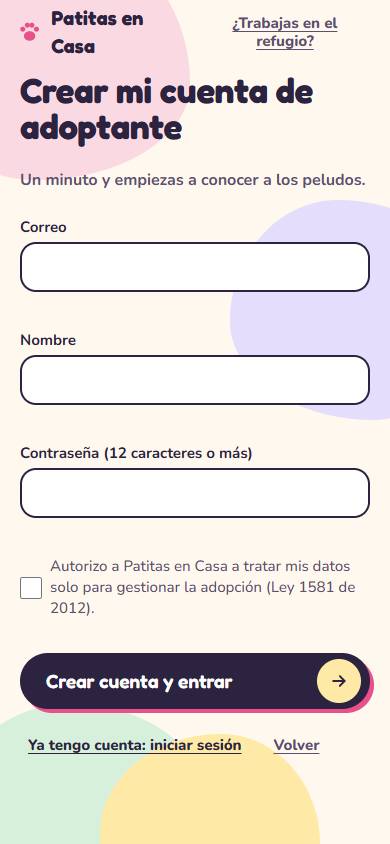 Patitas en
Casa
¿Trabajas en el
refugio?
Crear mi cuenta de
adoptante
Un minuto y empiezas a conocer a los peludos.
Correo
Nombre
Contraseña (12 caracteres o más)
Autorizo a Patitas en Casa a tratar mis datos
solo para gestionar la adopción (Ley 1581 de
2012).
Crear cuenta y entrar
Ya tengo cuenta: iniciar sesión
Volver